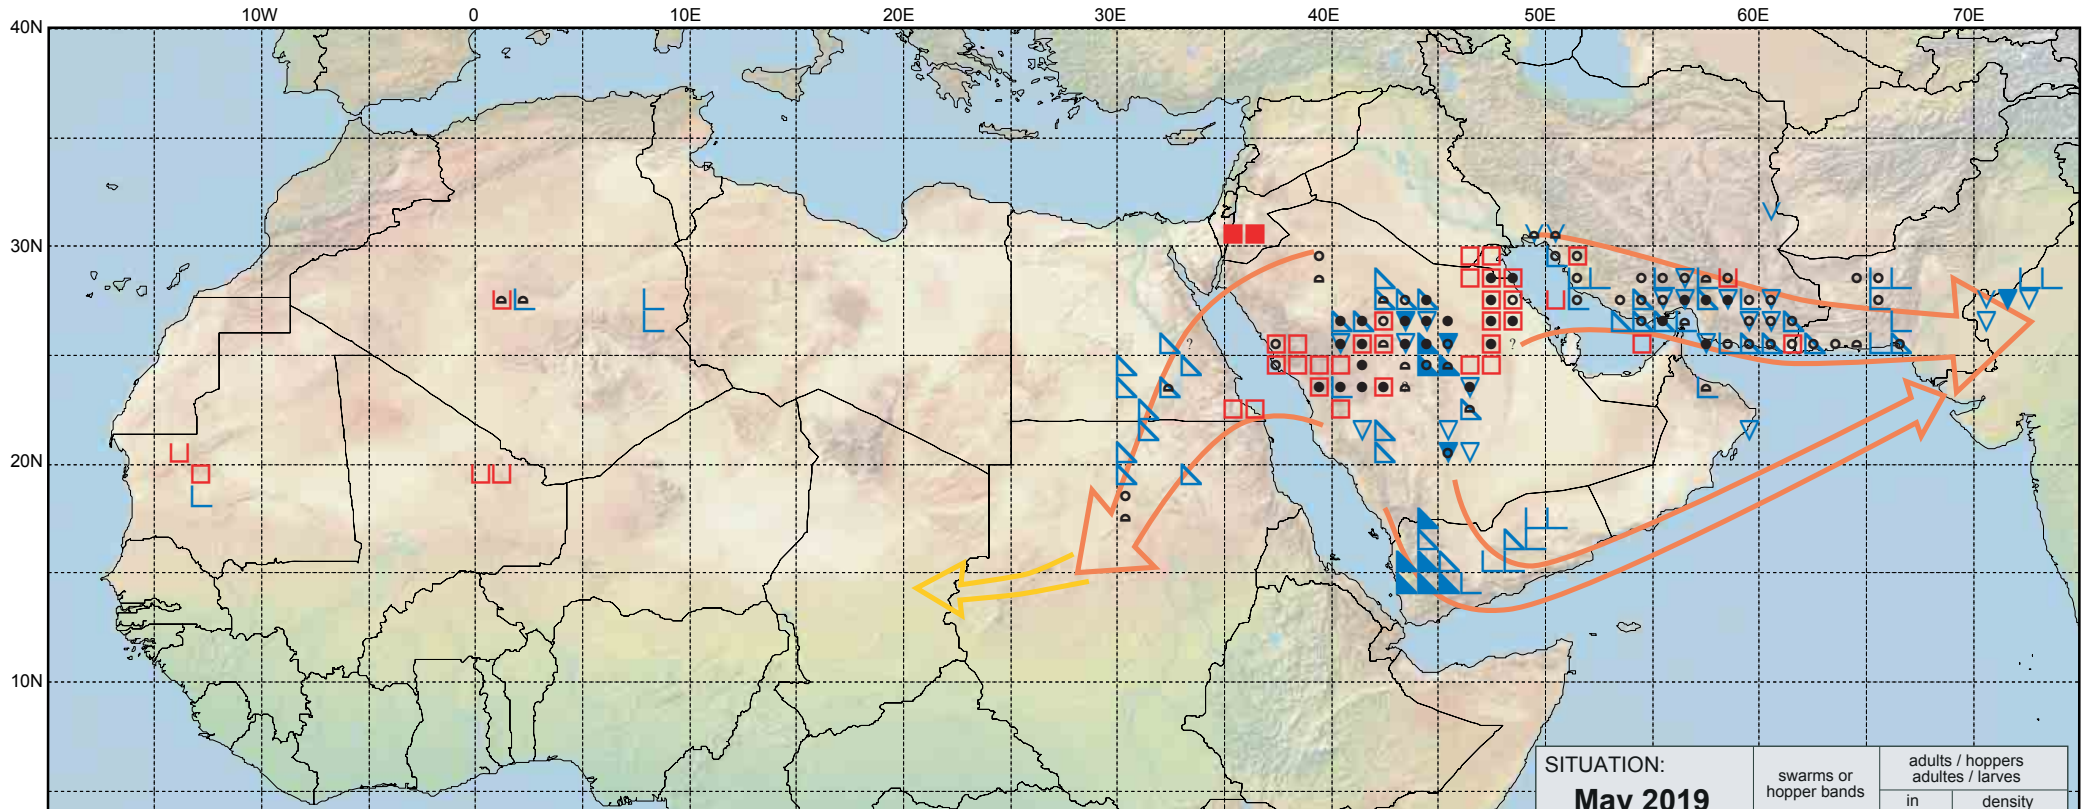 10W 0 10E 20E 30E 40E 50E 60E 70E
40N
30N
?
?
20N
10N
SITUATION:
May 2019
swarms or
hopper bands
adults / hoppers
adultes / larves
in
density